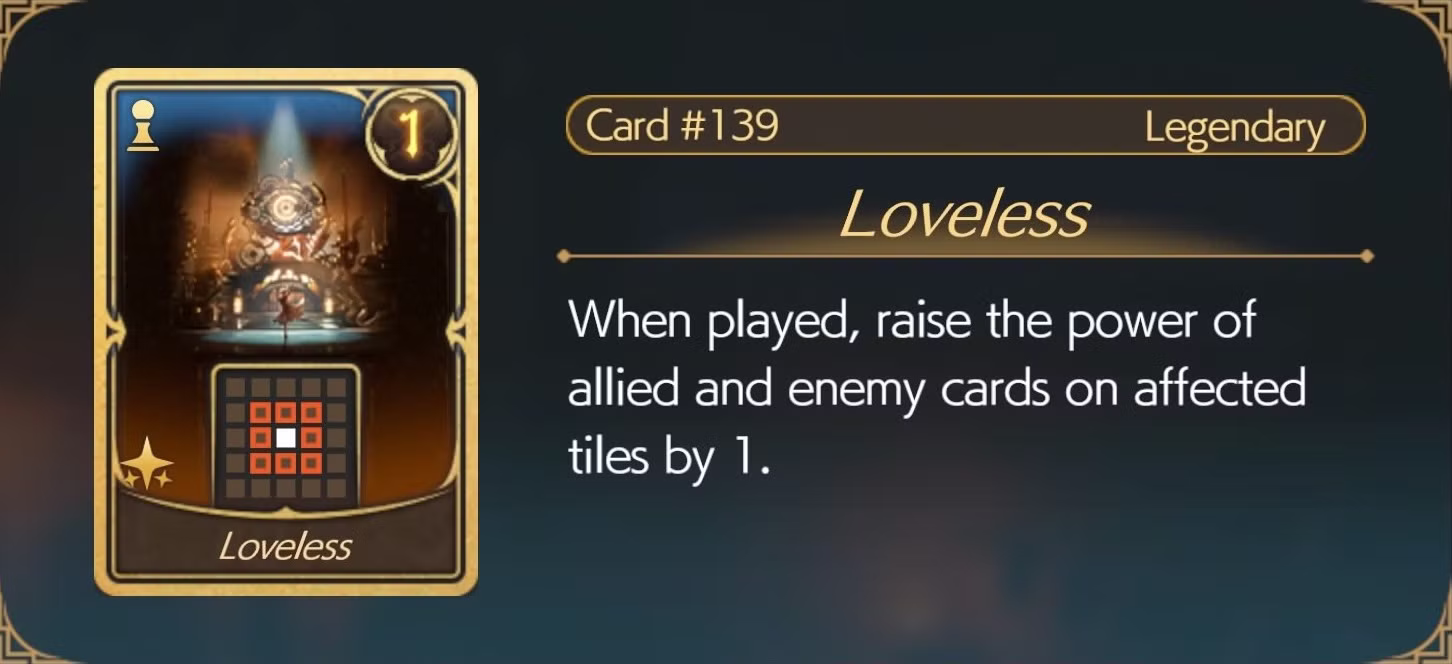 1
Loveless
Card #139 Legendary
Loveless
When played, raise the power of
allied and enemy cards on affected
tiles by 1.